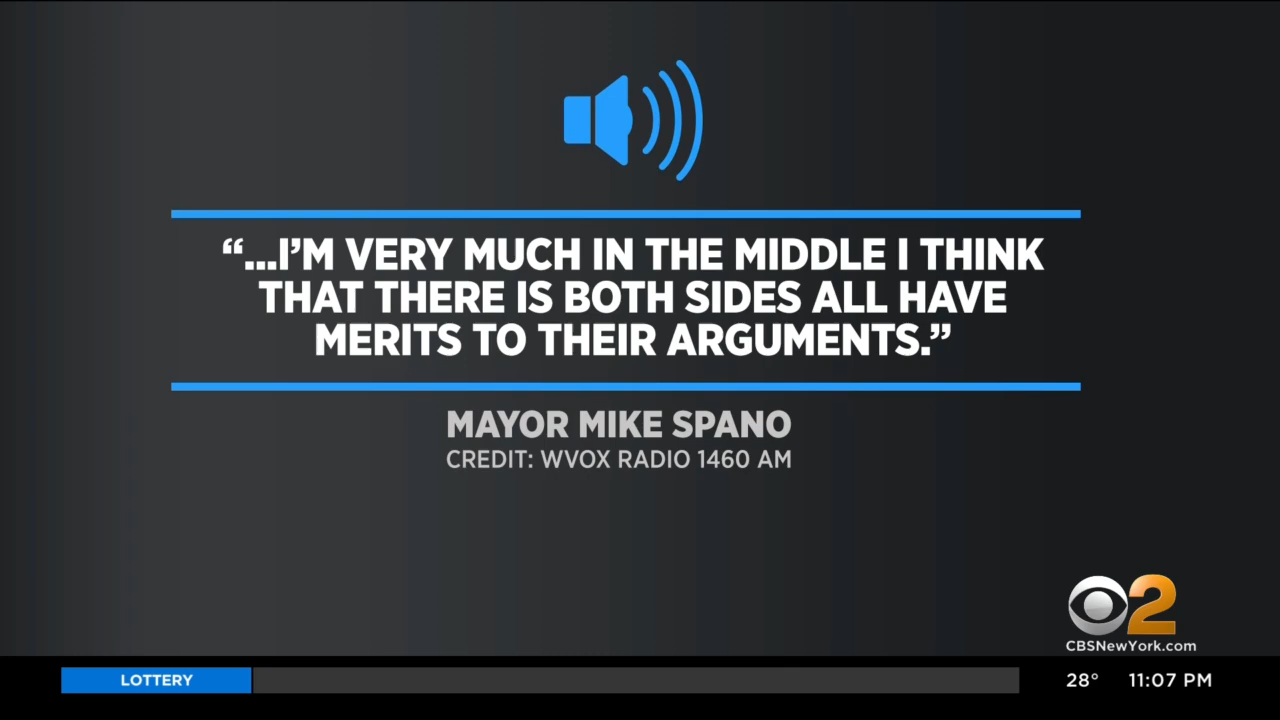 “...I’M VERY MUCH IN THE MIDDLE I THINK
THAT THERE IS BOTH SIDES ALL HAVE
MERITS TO THEIR ARGUMENTS.”
MAYOR MIKE SPANO
CREDIT: WVOX RADIO 1460 AM
2
CBSNewYork.com
LOTTERY
28° 11:07 PM